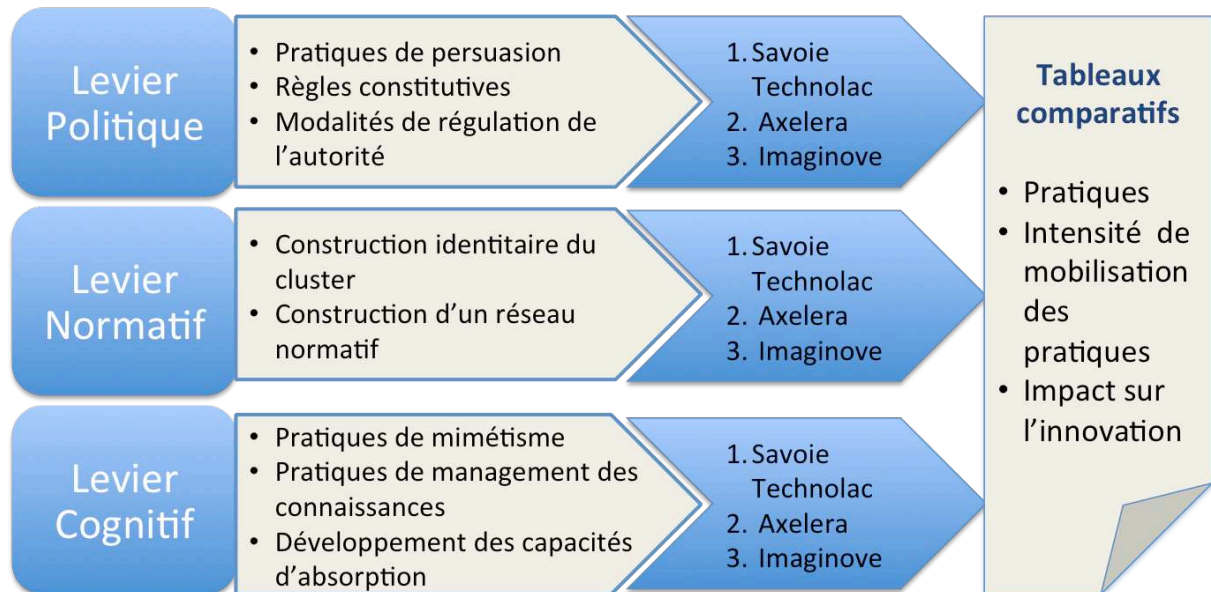 Levier
Politique
• Pratiques de persuasion
• Règles constitutives
• Modalités de régulation de
l'autorité
1. Savoie
Technolac
2. Axelera
3. Imaginove
Levier
Normatif
• Construction identitaire du
cluster
• Construction d'un réseau
normatif
1. Savoie
Technolac
2. Axelera
3. Imaginove
Levier
Cognitif
• Pratiques de mimétisme
• Pratiques de management des
connaissances
• Développement des capacités
d'absorption
1. Savoie
Technolac
2. Axelera
3. Imaginove
Tableaux
comparatifs
• Pratiques
• Intensité de
mobilisation
des
pratiques
• Impact sur
l'innovation